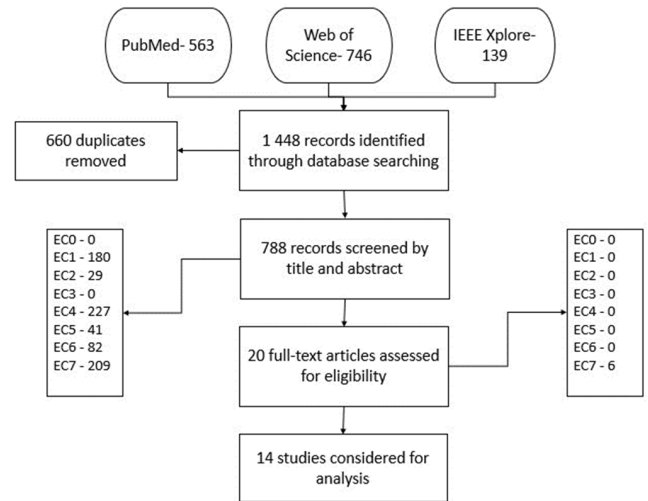 PubMed- 563
Web of
Science- 746
IEEE Xplore-
139
660 duplicates
removed
1 448 records identified
through database searching
788 records screened by
title and abstract
EC0 - 0
EC1 - 180
EC2 - 29
EC3 - 0
EC4 - 227
EC5 - 41
EC6 - 82
EC7 - 209
EC0 - 0
EC1 - 0
EC2 - 0
EC3 - 0
EC4 - 0
EC5 - 0
EC6 - 0
EC7 - 6
20 full-text articles assessed
for eligibility
14 studies considered for
analysis